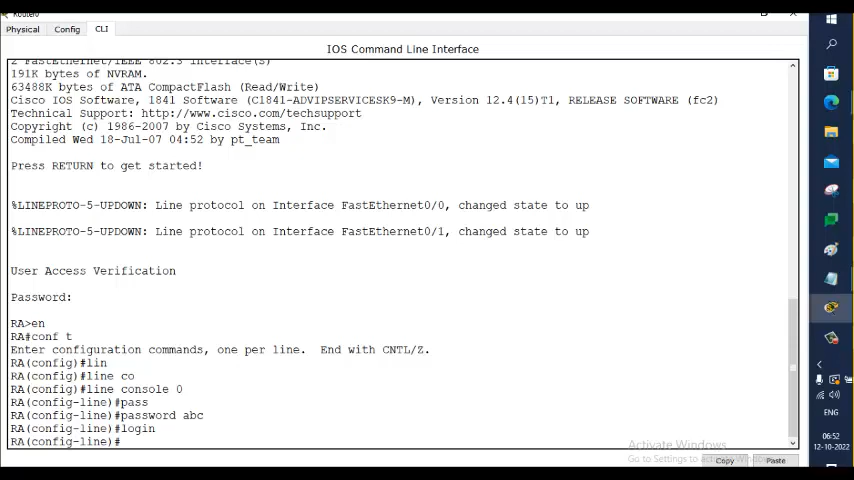 Router0
Physical
Config
CLI
IOS Command Line Interface
2 FastEthernet/IEEE 802.3 interface(s)
191K bytes of NVRAM.
63488K bytes of ATA CompactFlash (Read/Write)
Cisco IOS Software, 1841 Software (C1841-ADVIPSERVICESK9-M), Version 12.4(15)T1, RELEASE SOFTWARE (fc2)
Technical Support: http://www.cisco.com/techsupport
Copyright (c) 1986-2007 by Cisco Systems, Inc.
Compiled Wed 18-Jul-07 04:52 by pt_team
Press RETURN to get started!
%LINEPROTO-5-UPDOWN: Line protocol on Interface FastEthernet0/0, changed state to up
%LINEPROTO-5-UPDOWN: Line protocol on Interface FastEthernet0/1, changed state to up
User Access Verification
Password:
RA>en
RA#conf t
Enter configuration commands, one per line.  End with CNTL/Z.
RA(config)#lin
RA(config)#line co
RA(config)#line console 0
RA(config-line)#pass
RA(config-line)#password abc
RA(config-line)#login
RA(config-line)#
Activate Windows
Go to Settings to activate Windows.
Copy
Paste
ENG
06:52
12-10-2022